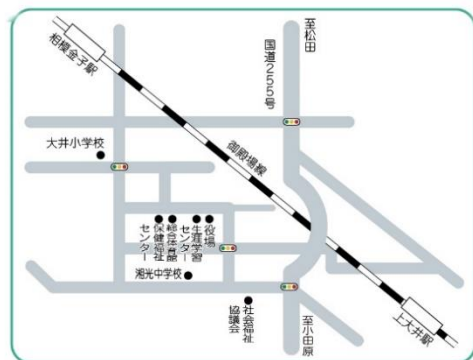 相模金子駅
国道255号
至松田
大井小学校
御殿場線
保健福祉
センター
総合体育館
生涯学習
センター
役場
湘光中学校
社会福祉
協議会
至小田原
上大井駅